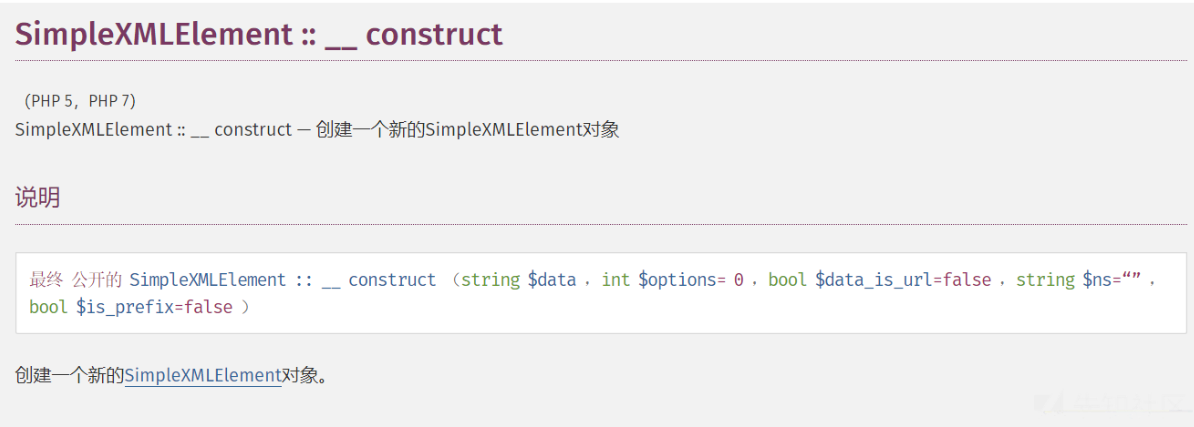 SimpleXMLElement :: __ construct
（PHP 5，PHP 7)
SimpleXMLElement :: __ construct — 创建一个新的SimpleXMLElement对象
说明
最终 公开的 SimpleXMLElement :: __ construct （string $data ，int $options= 0 ，bool $data_is_url=false ，string $ns=“” ，
bool $is_prefix=false ）
创建一个新的SimpleXMLElement对象。